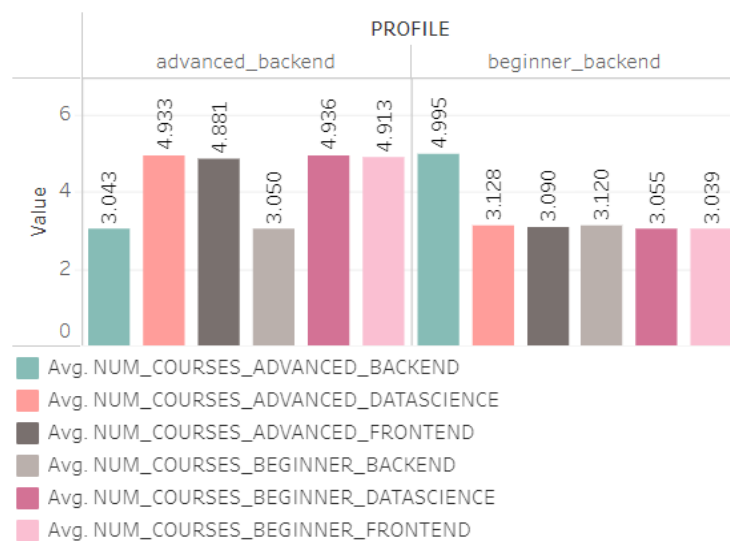 PROFILE
advanced_backend beginner_backend
Value
6
4
2
0
3.043 4.933 4.881 3.050 4.936 4.913 4.995 3.128 3.090 3.120 3.055 3.039
Avg. NUM_COURSES_ADVANCED_BACKEND
Avg. NUM_COURSES_ADVANCED_DATASCIENCE
Avg. NUM_COURSES_ADVANCED_FRONTEND
Avg. NUM_COURSES_BEGINNER_BACKEND
Avg. NUM_COURSES_BEGINNER_DATASCIENCE
Avg. NUM_COURSES_BEGINNER_FRONTEND